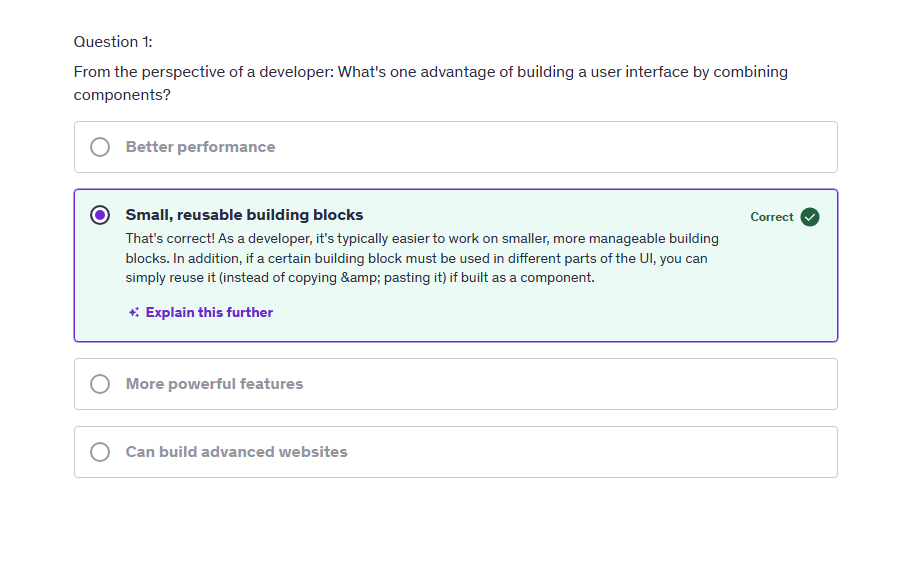 Question 1:
From the perspective of a developer: What's one advantage of building a user interface by combining
components?
Better performance
Small, reusable building blocks
Correct
That's correct! As a developer, it's typically easier to work on smaller, more manageable building
blocks. In addition, if a certain building block must be used in different parts of the UI, you can
simply reuse it (instead of copying &amp; pasting it) if built as a component.
Explain this further
More powerful features
Can build advanced websites